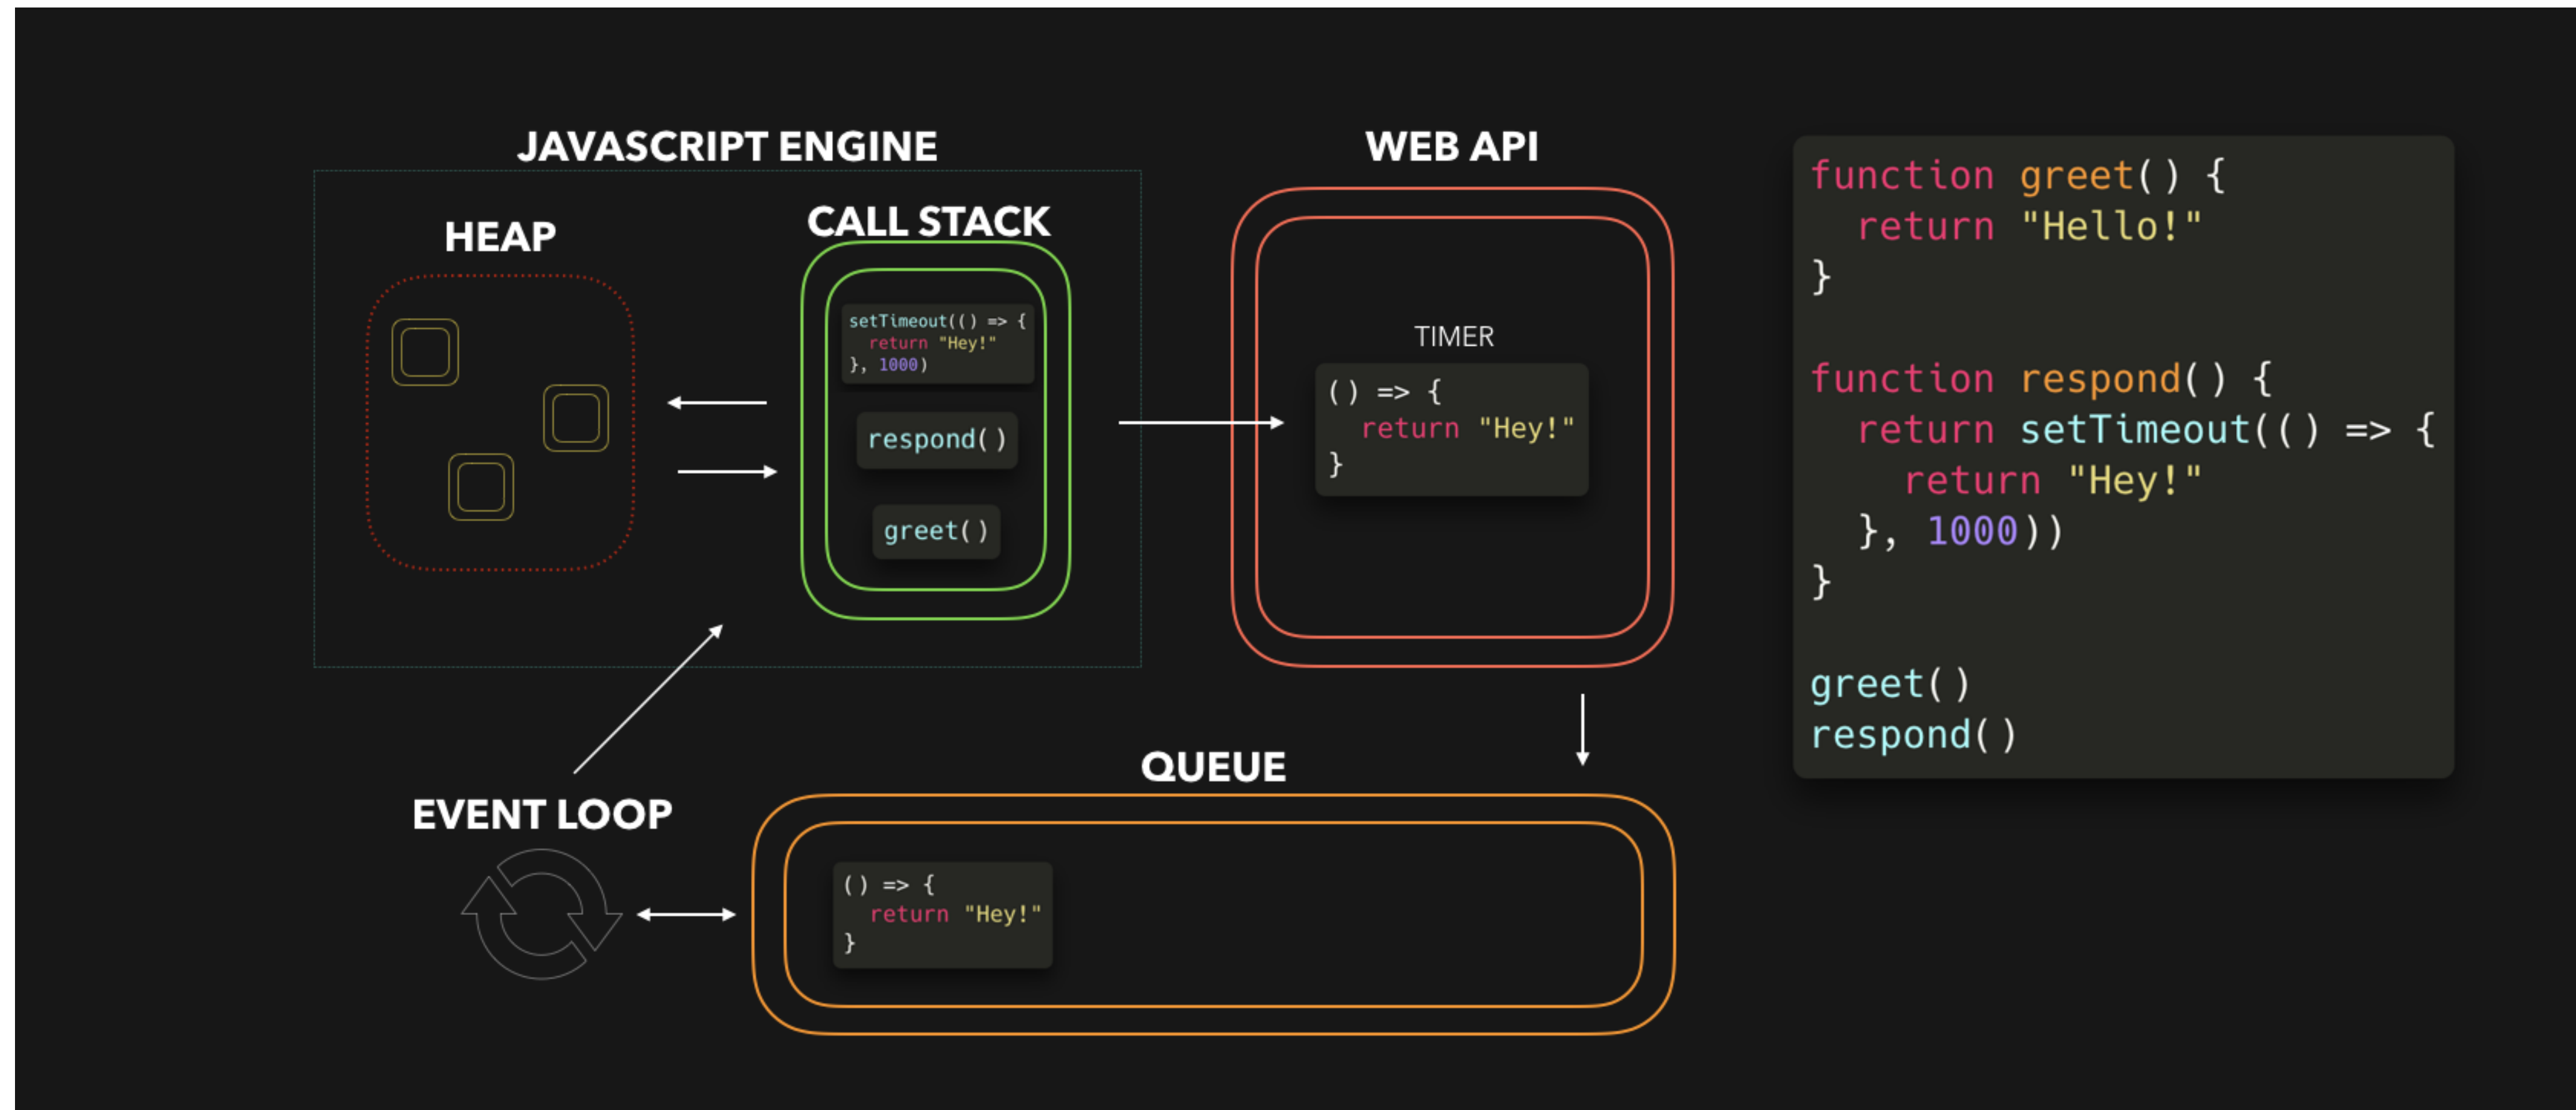 JAVASCRIPT ENGINE
HEAP
CALL STACK
setTimeout(() => {
  return "Hey!"
}, 1000)
respond()
greet()
WEB API
TIMER
() => {
  return "Hey!"
}
EVENT LOOP
QUEUE
() => {
  return "Hey!"
}
function greet() {
  return "Hello!"
}
function respond() {
  return setTimeout(() => {
    return "Hey!"
  }, 1000))
}
greet()
respond()